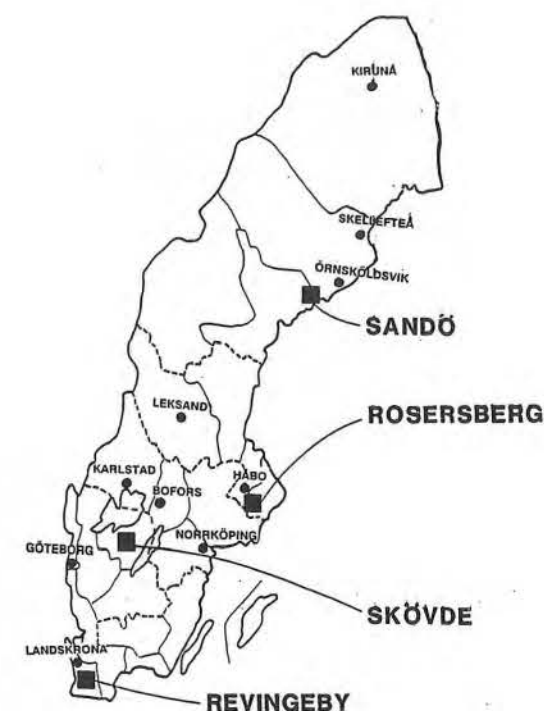 KIRUNA
SKELLEFTEÅ
ÖRNSKÖLDSVIK
SANDÖ
LEKSAND
ROSERSBERG
KARLSTAD
HÅBO
BOFORS
NORRKÖPING
GÖTEBORG
SKÖVDE
LANDSKRONA
REVINGEBY